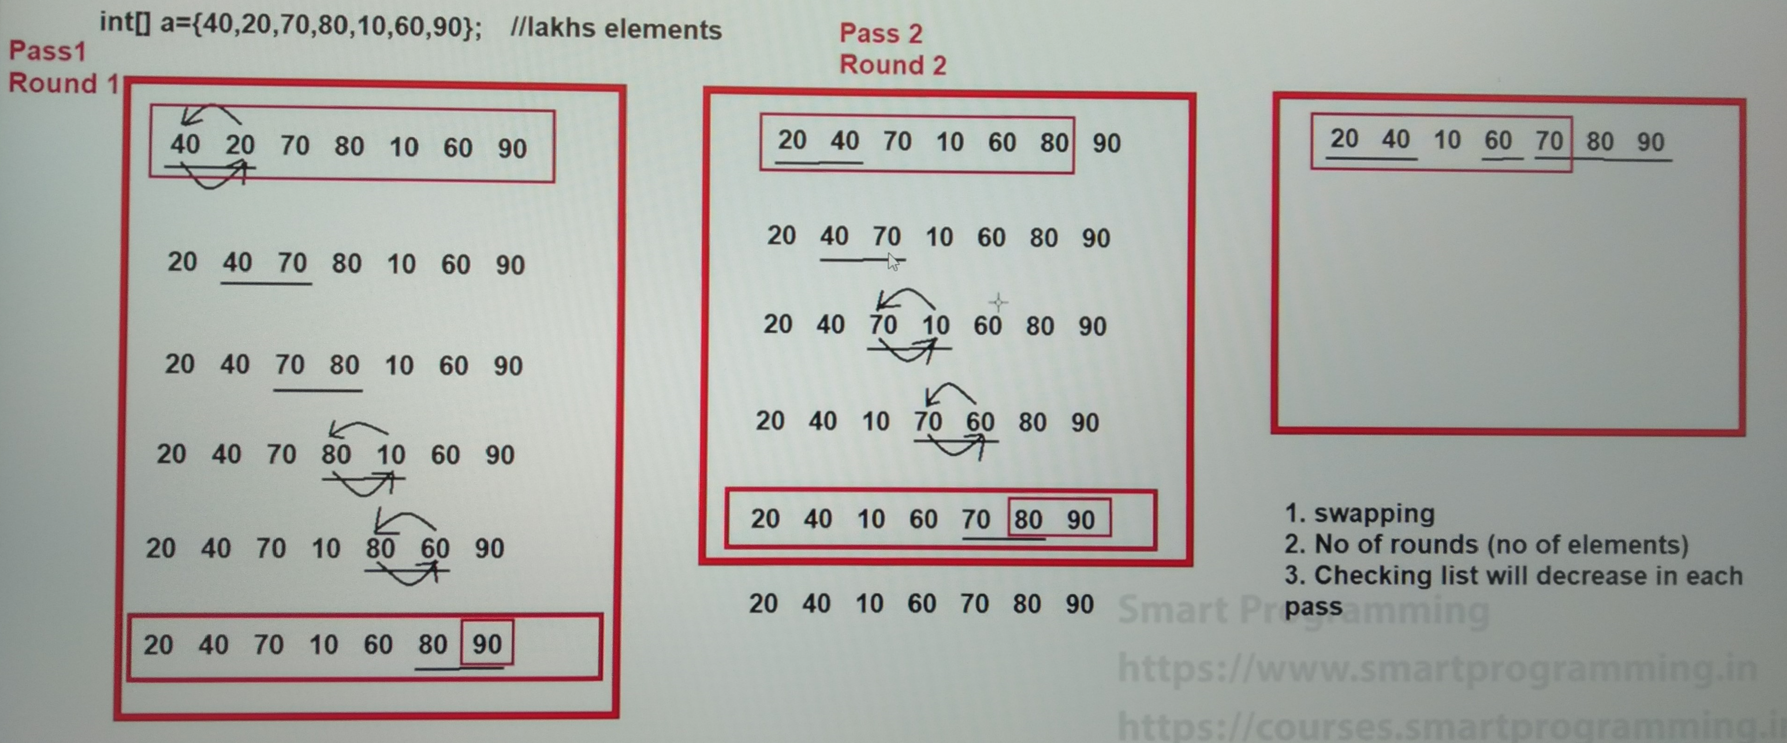 int[] a={40,20,70,80,10,60,90}; //lakhs elements
Pass1
Round 1
40 20 70 80 10 60 90
20 40 70 80 10 60 90
20 40 70 80 10 60 90
20 40 70 80 10 60 90
20 40 70 10 80 60 90
20 40 70 10 60 80 90
Pass 2
Round 2
20 40 70 10 60 80 90
20 40 70 10 60 80 90
20 40 70 10 60 80 90
20 40 10 70 60 80 90
20 40 10 60 70 80 90
20 40 10 60 70 80 90
20 40 10 60 70 80 90
1. swapping
2. No of rounds (no of elements)
3. Checking list will decrease in each
pass
Smart Programming
https://www.smartprogramming.in